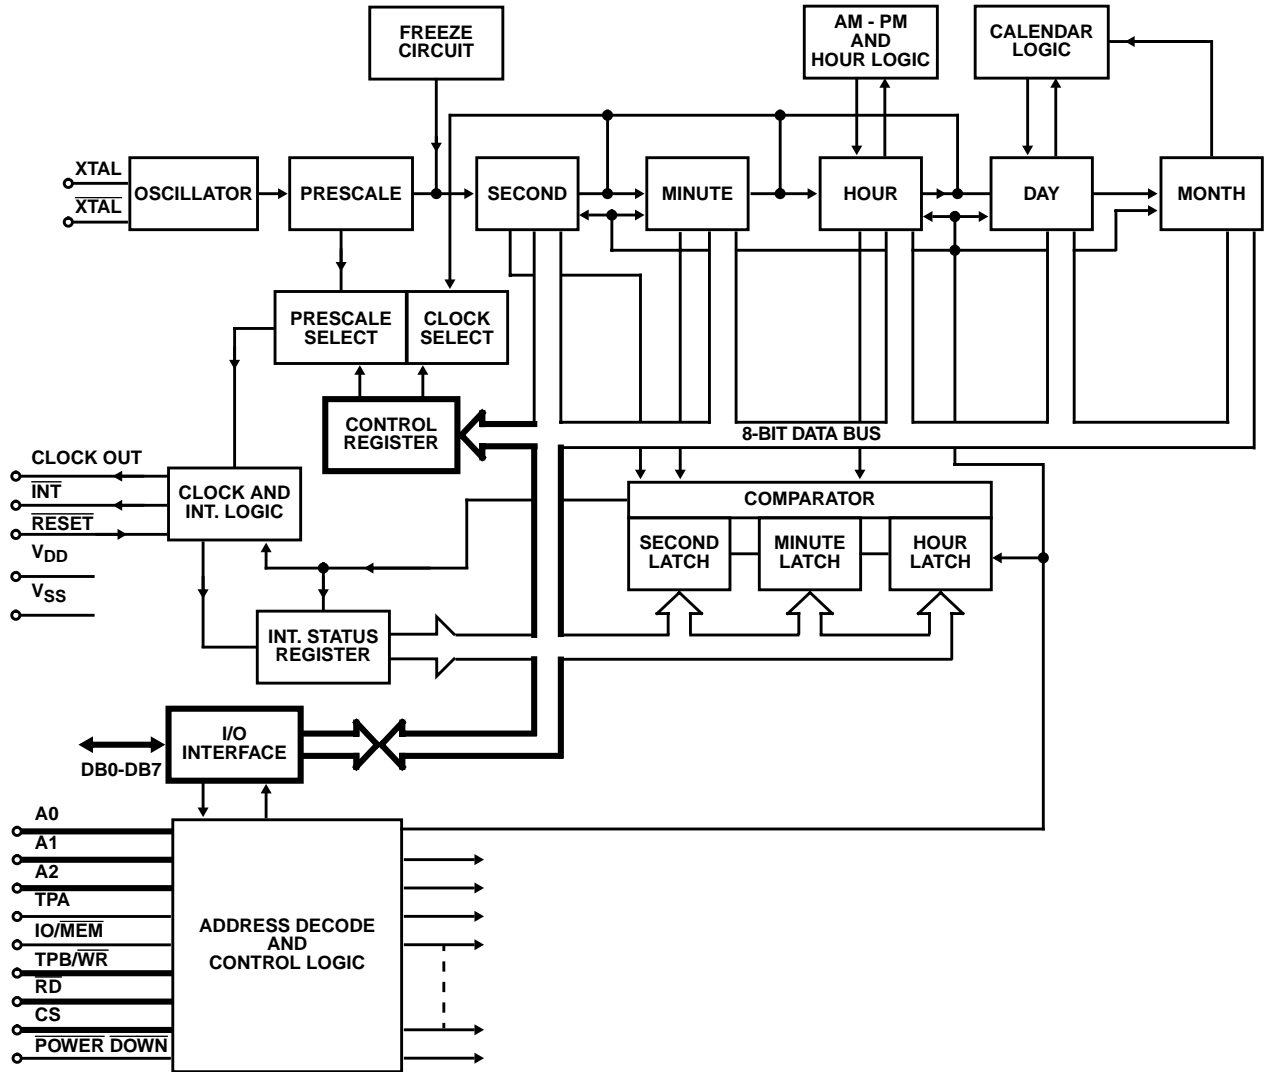 FREEZE
CIRCUIT
AM - PM
AND
HOUR LOGIC
CALENDAR
LOGIC
XTAL
XTAL
OSCILLATOR
PRESCALE
SECOND
MINUTE
HOUR
DAY
MONTH
PRESCALE
SELECT
CLOCK
SELECT
CONTROL
REGISTER
8-BIT DATA BUS
CLOCK OUT
INT
RESET
VDD
VSS
CLOCK AND
INT. LOGIC
COMPARATOR
SECOND
LATCH
MINUTE
LATCH
HOUR
LATCH
INT. STATUS
REGISTER
I/O
INTERFACE
DB0-DB7
A0
A1
A2
TPA
IO/MEM
TPB/WR
RD
CS
POWER DOWN
ADDRESS DECODE
AND
CONTROL LOGIC